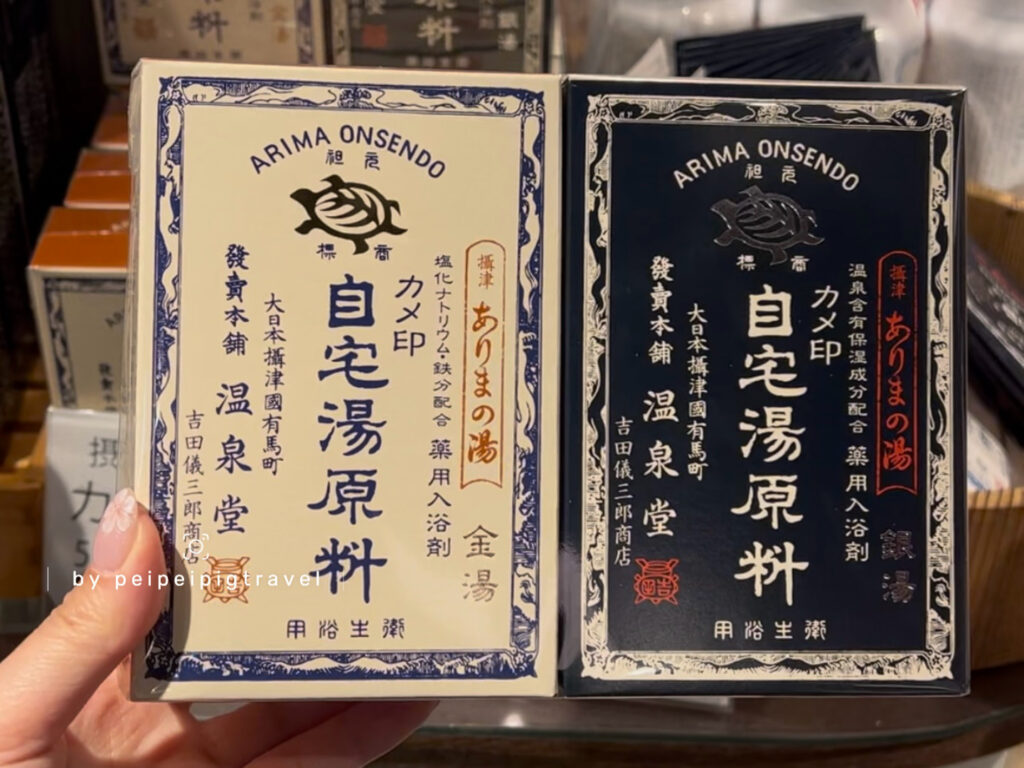 ARIMA ONSENDO
祖元
標商
攝津 ありまの湯
塩化ナトリウム・鉄分配合 薬用入浴剤
金湯
カメ印
自宅湯原料
大日本攝津國有馬町
發賣本舗 温泉堂
吉田儀三郎商店
用浴生衛
ARIMA ONSENDO
祖元
標商
攝津 ありまの湯
温泉含有保湿成分配合 薬用入浴剤
銀湯
カメ印
自宅湯原料
大日本攝津國有馬町
發賣本舗 温泉堂
吉田儀三郎商店
用浴生衛
摂
カ
5
by peipeipigtravel